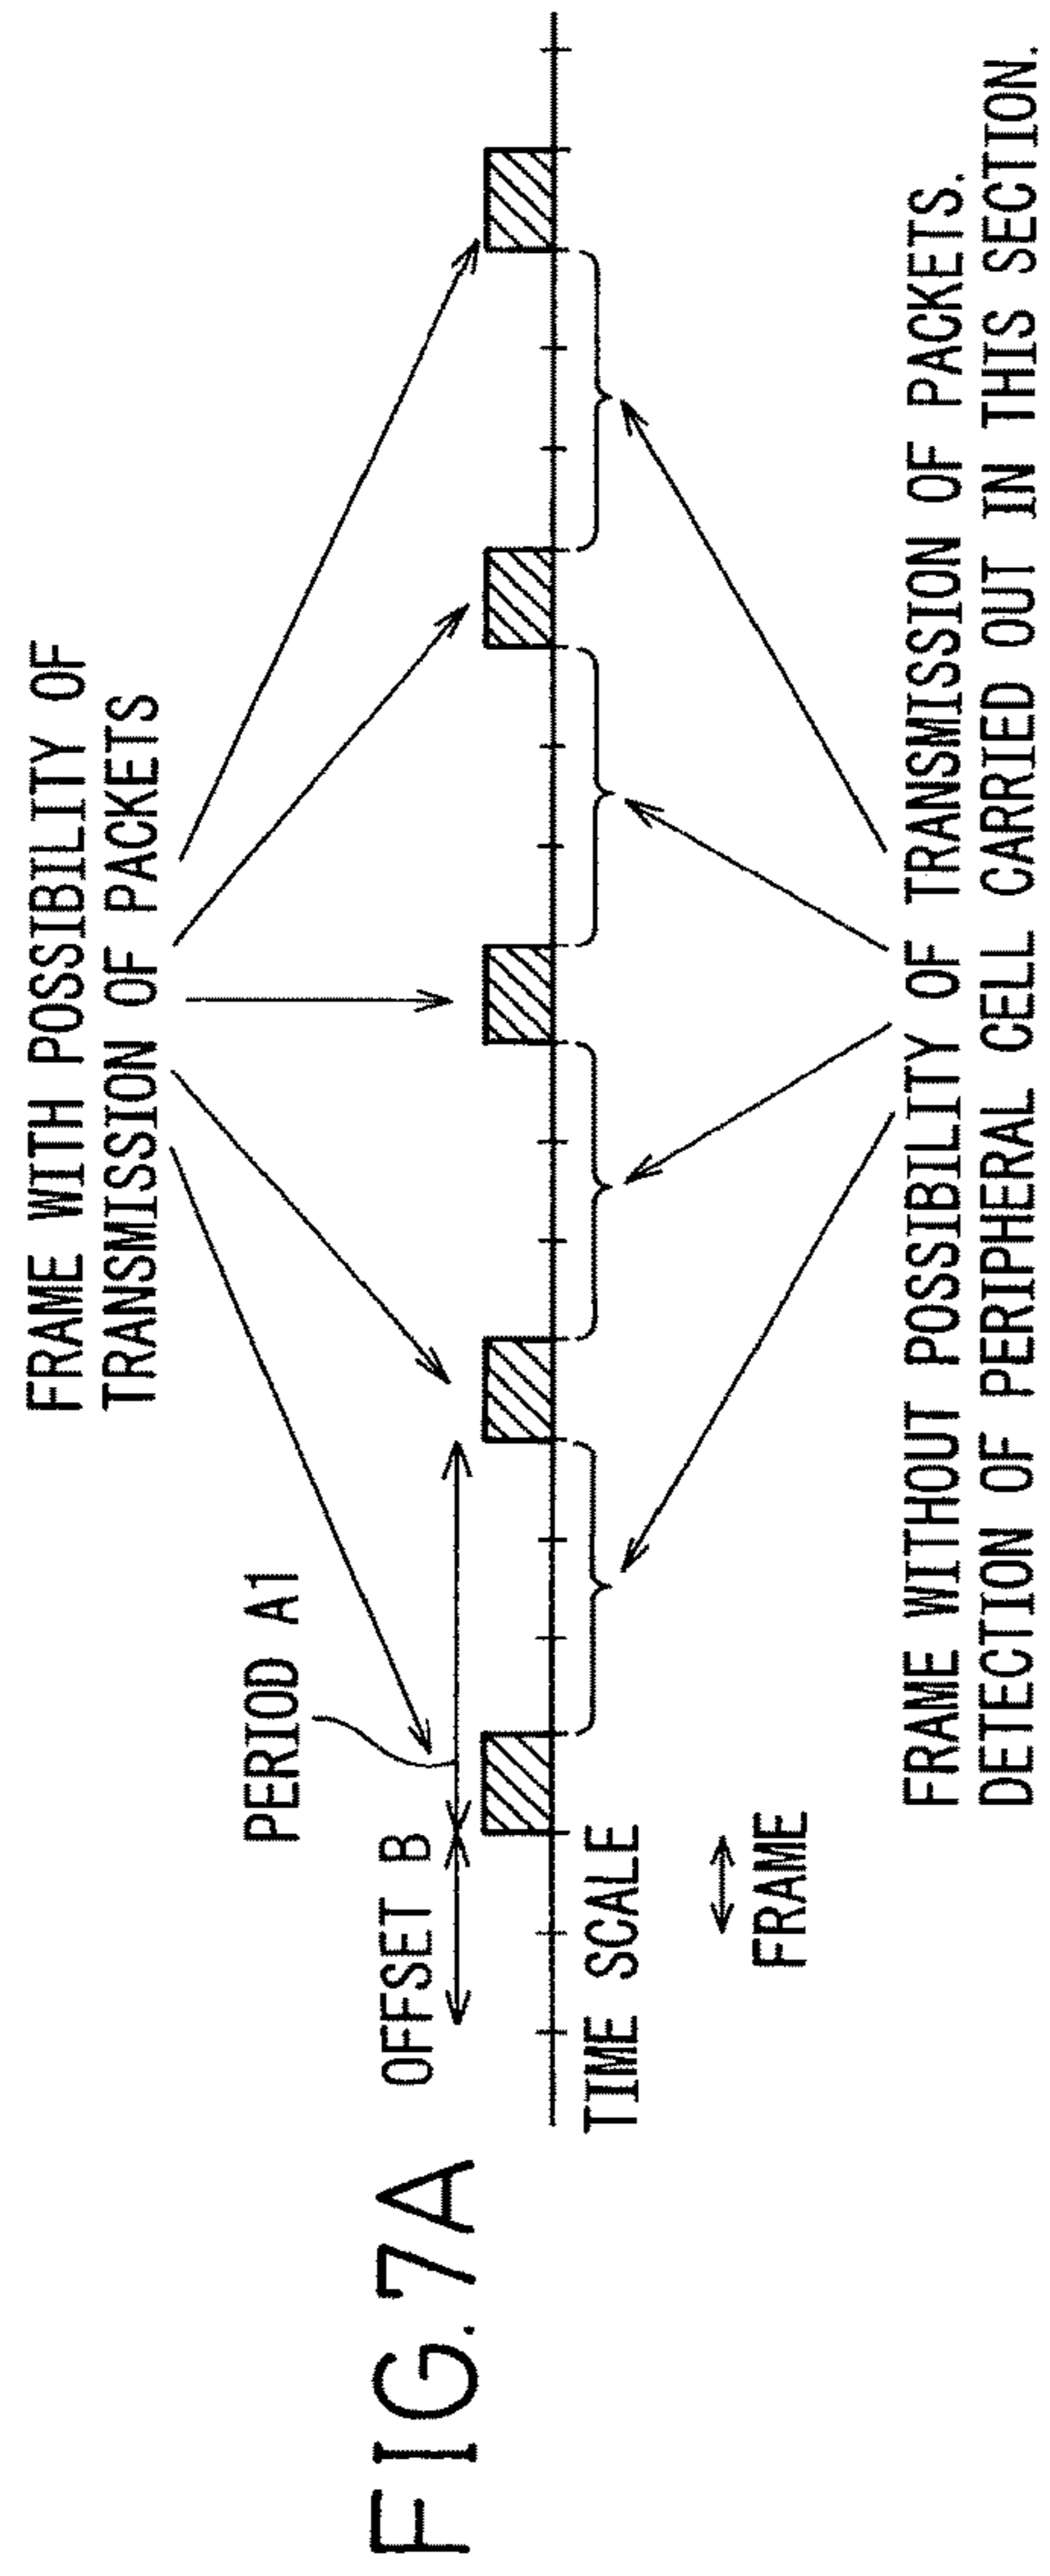 FIG. 7A
FRAME WITH POSSIBILITY OF
TRANSMISSION OF PACKETS
PERIOD A1
OFFSET B
TIME SCALE
FRAME
FRAME WITHOUT POSSIBILITY OF TRANSMISSION OF PACKETS.
DETECTION OF PERIPHERAL CELL CARRIED OUT IN THIS SECTION.